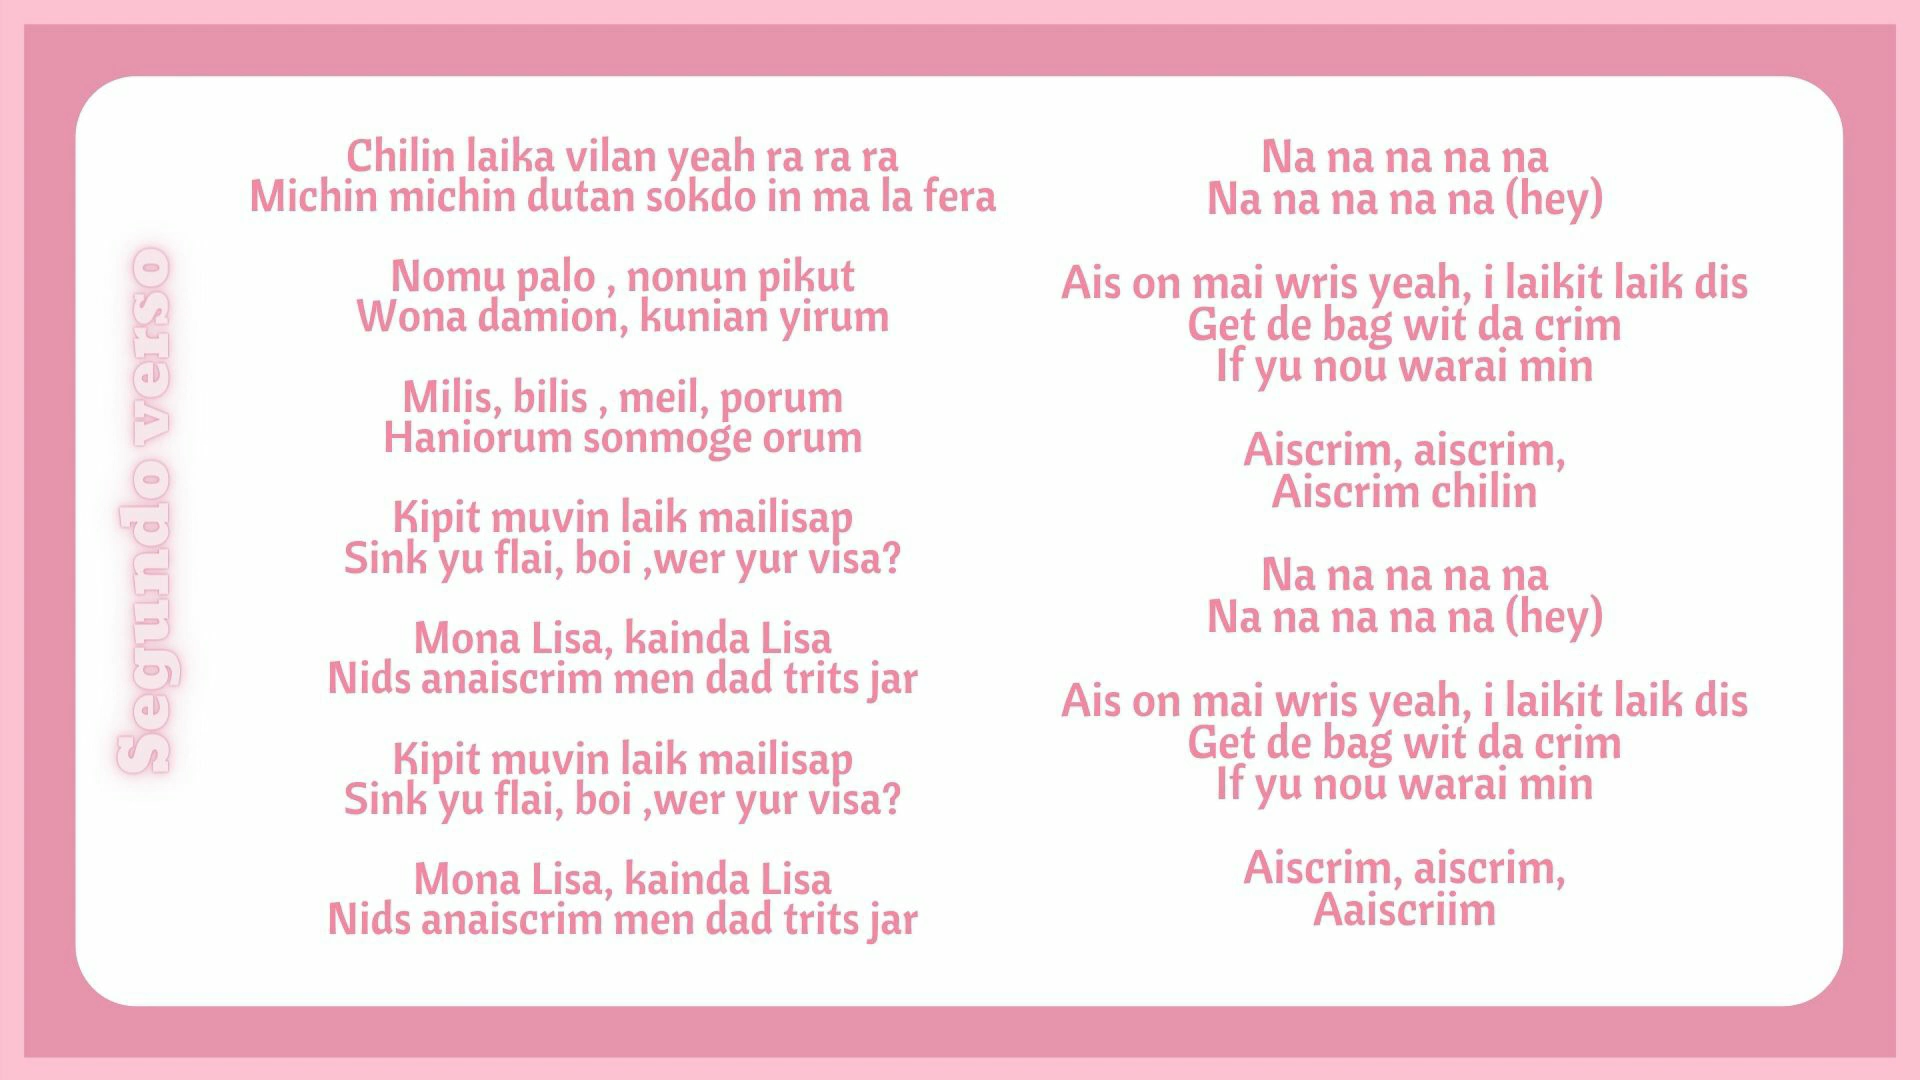 Segundo verso
Chilin laika vilan yeah ra ra ra
Michin michin dutan sokdo in ma la fera
Nomu palo , nonun pikut
Wona damion, kunian yirum
Milis, bilis , meil, porum
Haniorum sonmoge orum
Kipit muvin laik mailisap
Sink yu flai, boi ,wer yur visa?
Mona Lisa, kainda Lisa
Nids anaiscrim men dad trits jar
Kipit muvin laik mailisap
Sink yu flai, boi ,wer yur visa?
Mona Lisa, kainda Lisa
Nids anaiscrim men dad trits jar
Na na na na na
Na na na na na (hey)
Ais on mai wris yeah, i laikit laik dis
Get de bag wit da crim
If yu nou warai min
Aiscrim, aiscrim,
Aiscrim chilin
Na na na na na
Na na na na na (hey)
Ais on mai wris yeah, i laikit laik dis
Get de bag wit da crim
If yu nou warai min
Aiscrim, aiscrim,
Aaiscriim